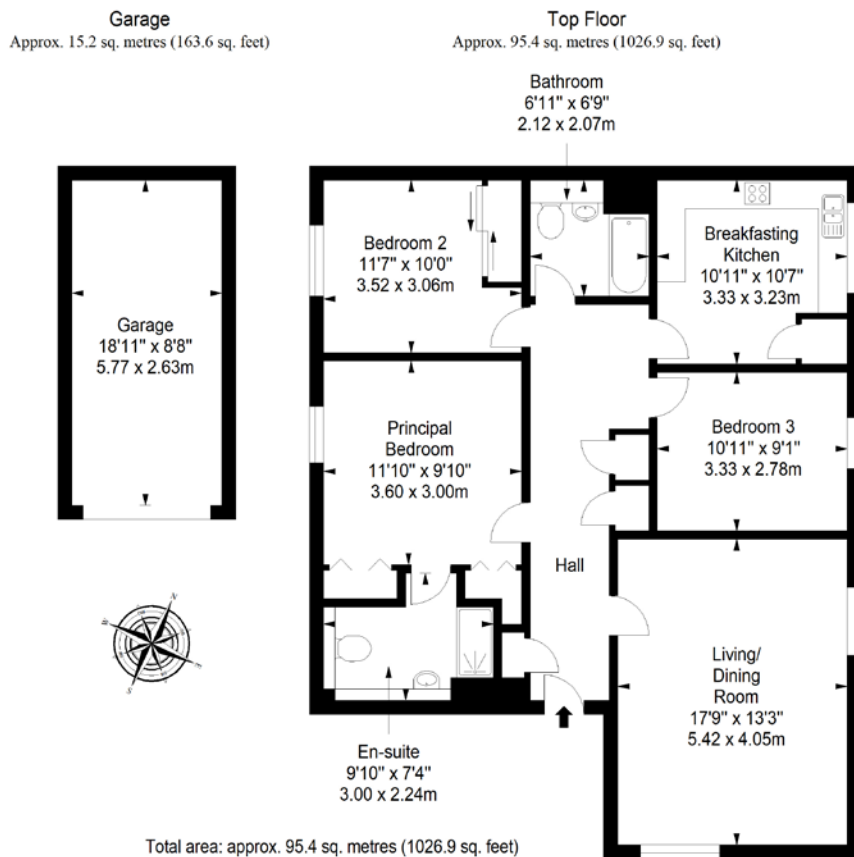 Garage
Approx. 15.2 sq. metres (163.6 sq. feet)
Top Floor
Approx. 95.4 sq. metres (1026.9 sq. feet)
Bathroom
6'11" x 6'9"
2.12 x 2.07m
Bedroom 2
11'7" x 10'0"
3.52 x 3.06m
Breakfasting
Kitchen
10'11" x 10'7"
3.33 x 3.23m
Garage
18'11" x 8'8"
5.77 x 2.63m
Principal
Bedroom
11'10" x 9'10"
3.60 x 3.00m
Bedroom 3
10'11" x 9'1"
3.33 x 2.78m
Hall
N
W
E
S
Living/
Dining
Room
17'9" x 13'3"
5.42 x 4.05m
En-suite
9'10" x 7'4"
3.00 x 2.24m
Total area: approx. 95.4 sq. metres (1026.9 sq. feet)